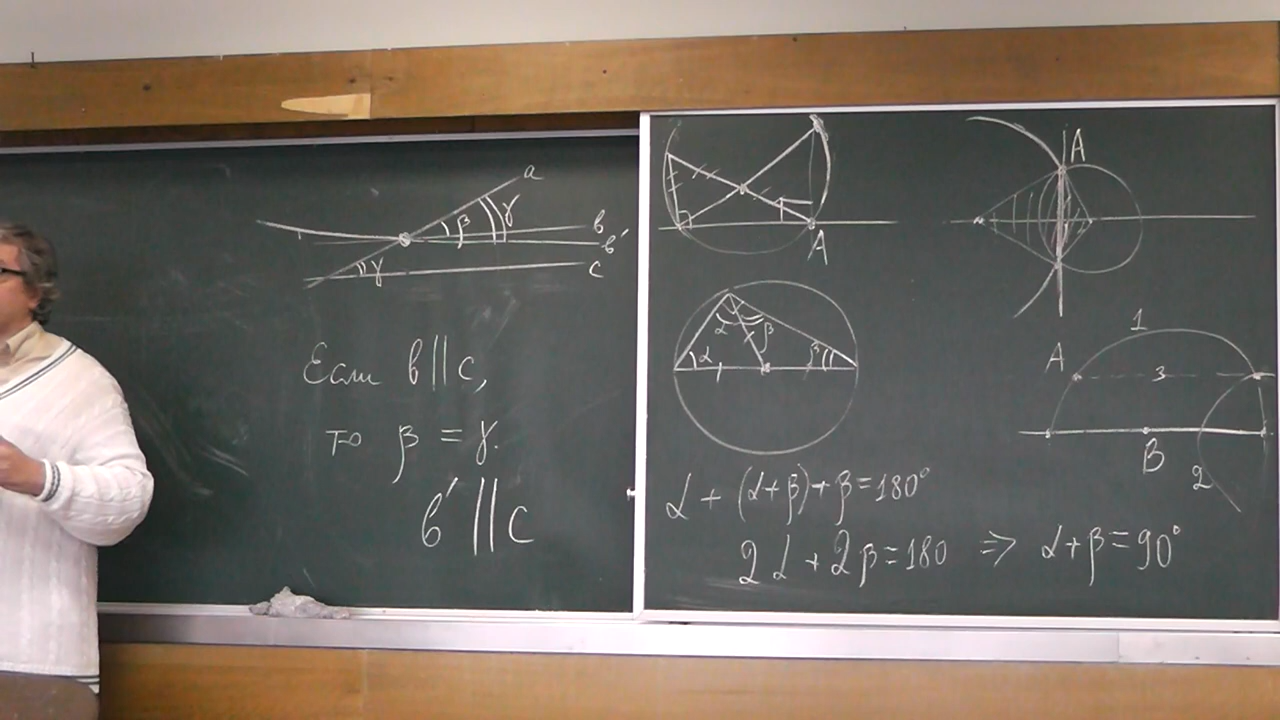 a
β γ
в
в'
γ
c
Если в||c,
то β = γ.
в' || c
A
A
α β
α β
1
A
3
B
2
α + (α+β) + β = 180°
2α + 2β = 180 ⇒ α + β = 90°